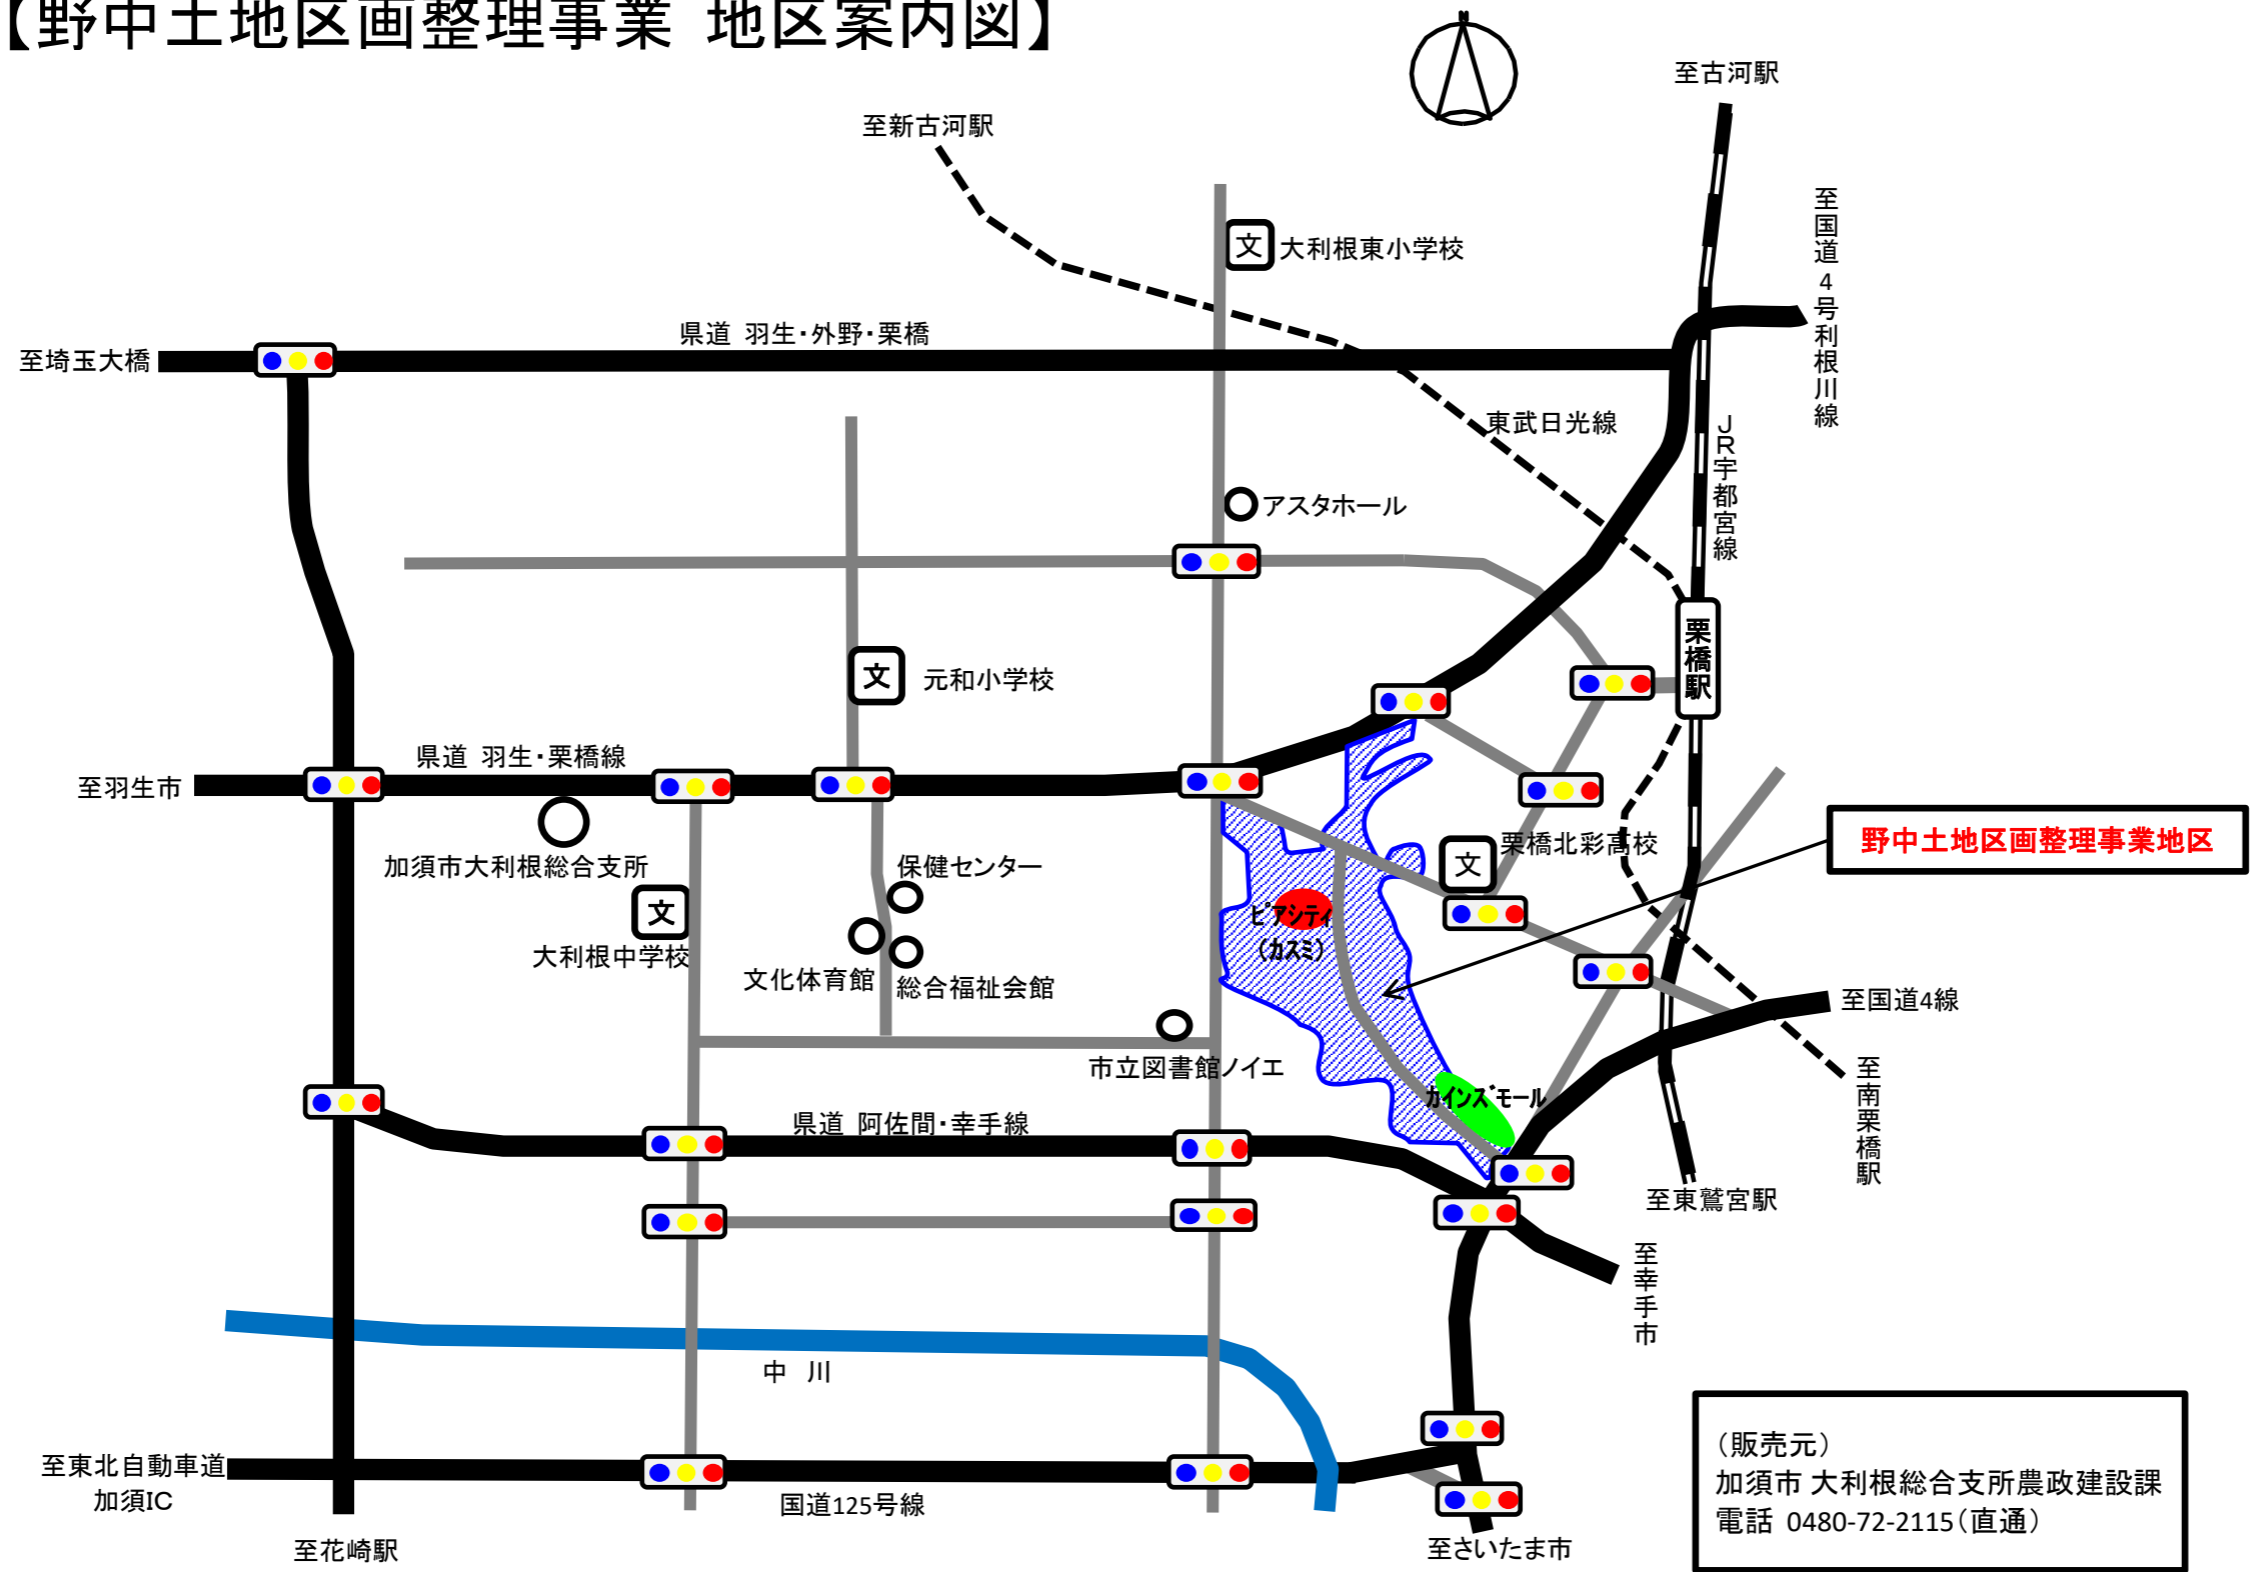 【野中土地区画整理事業 地区案内図】
N
至古河駅
至新古河駅
至国道4号利根川線
文
大利根東小学校
県道 羽生・外野・栗橋
至埼玉大橋
東武日光線
JR宇都宮線
アスタホール
栗橋駅
文
元和小学校
県道 羽生・栗橋線
至羽生市
野中土地区画整理事業地区
文
栗橋北彩高校
加須市大利根総合支所
保健センター
文
大利根中学校
ピアシティ
(カスミ)
文化体育館
総合福祉会館
至国道4線
市立図書館ノイエ
カインズモール
至南栗橋駅
県道 阿佐間・幸手線
至東鷲宮駅
至幸手市
中 川
至東北自動車道
加須IC
国道125号線
至花崎駅
至さいたま市
(販売元)
加須市 大利根総合支所農政建設課
電話 0480-72-2115(直通)